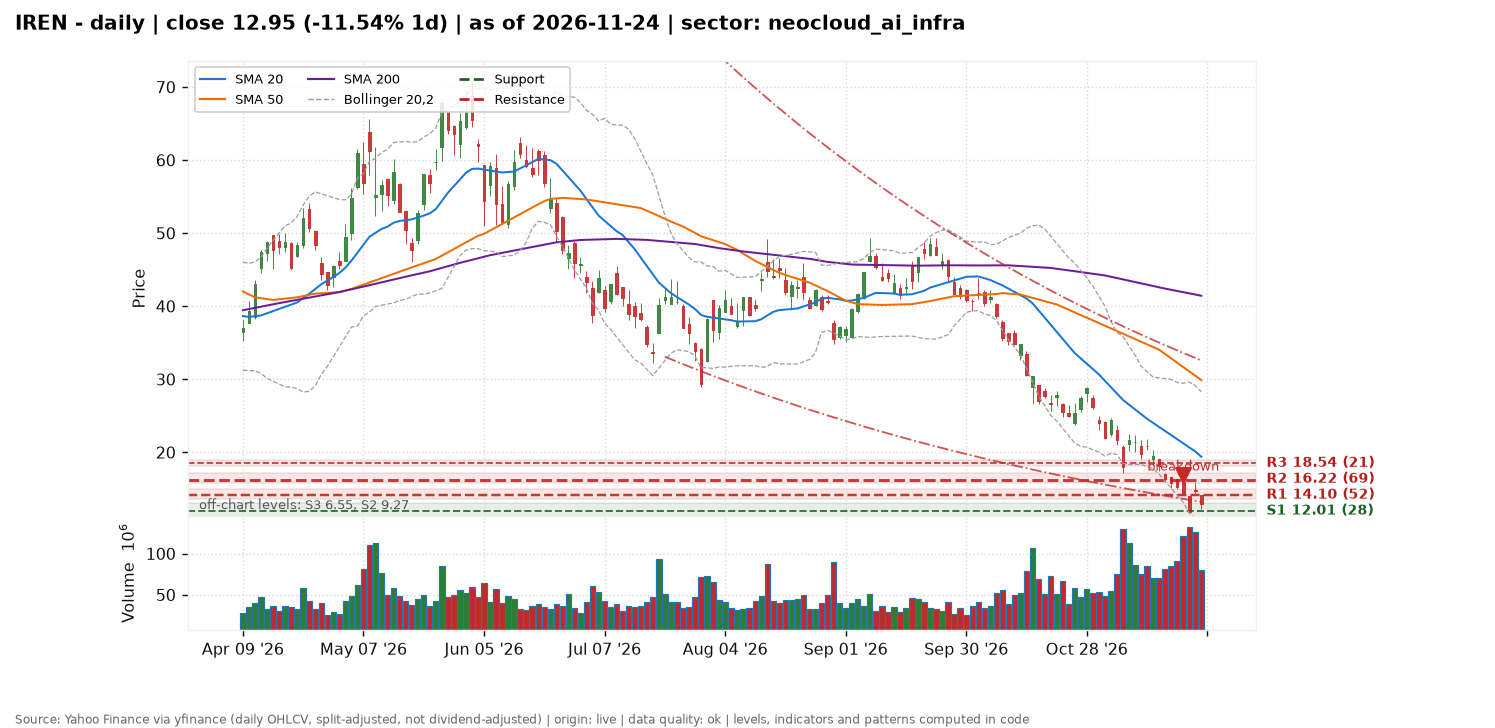 IREN - daily | close 12.95 (-11.54% 1d) | as of 2026-11-24 | sector: neocloud_ai_infra
SMA 20
SMA 50
SMA 200
Bollinger 20,2
Support
Resistance
Price
70
60
50
40
30
20
breakdown
R3 18.54 (21)
R2 16.22 (69)
R1 14.10 (52)
S1 12.01 (28)
off-chart levels: S3 6.55, S2 9.27
Volume 10⁶
100
50
Apr 09 '26
May 07 '26
Jun 05 '26
Jul 07 '26
Aug 04 '26
Sep 01 '26
Sep 30 '26
Oct 28 '26
Source: Yahoo Finance via yfinance (daily OHLCV, split-adjusted, not dividend-adjusted) | origin: live | data quality: ok | levels, indicators and patterns computed in code